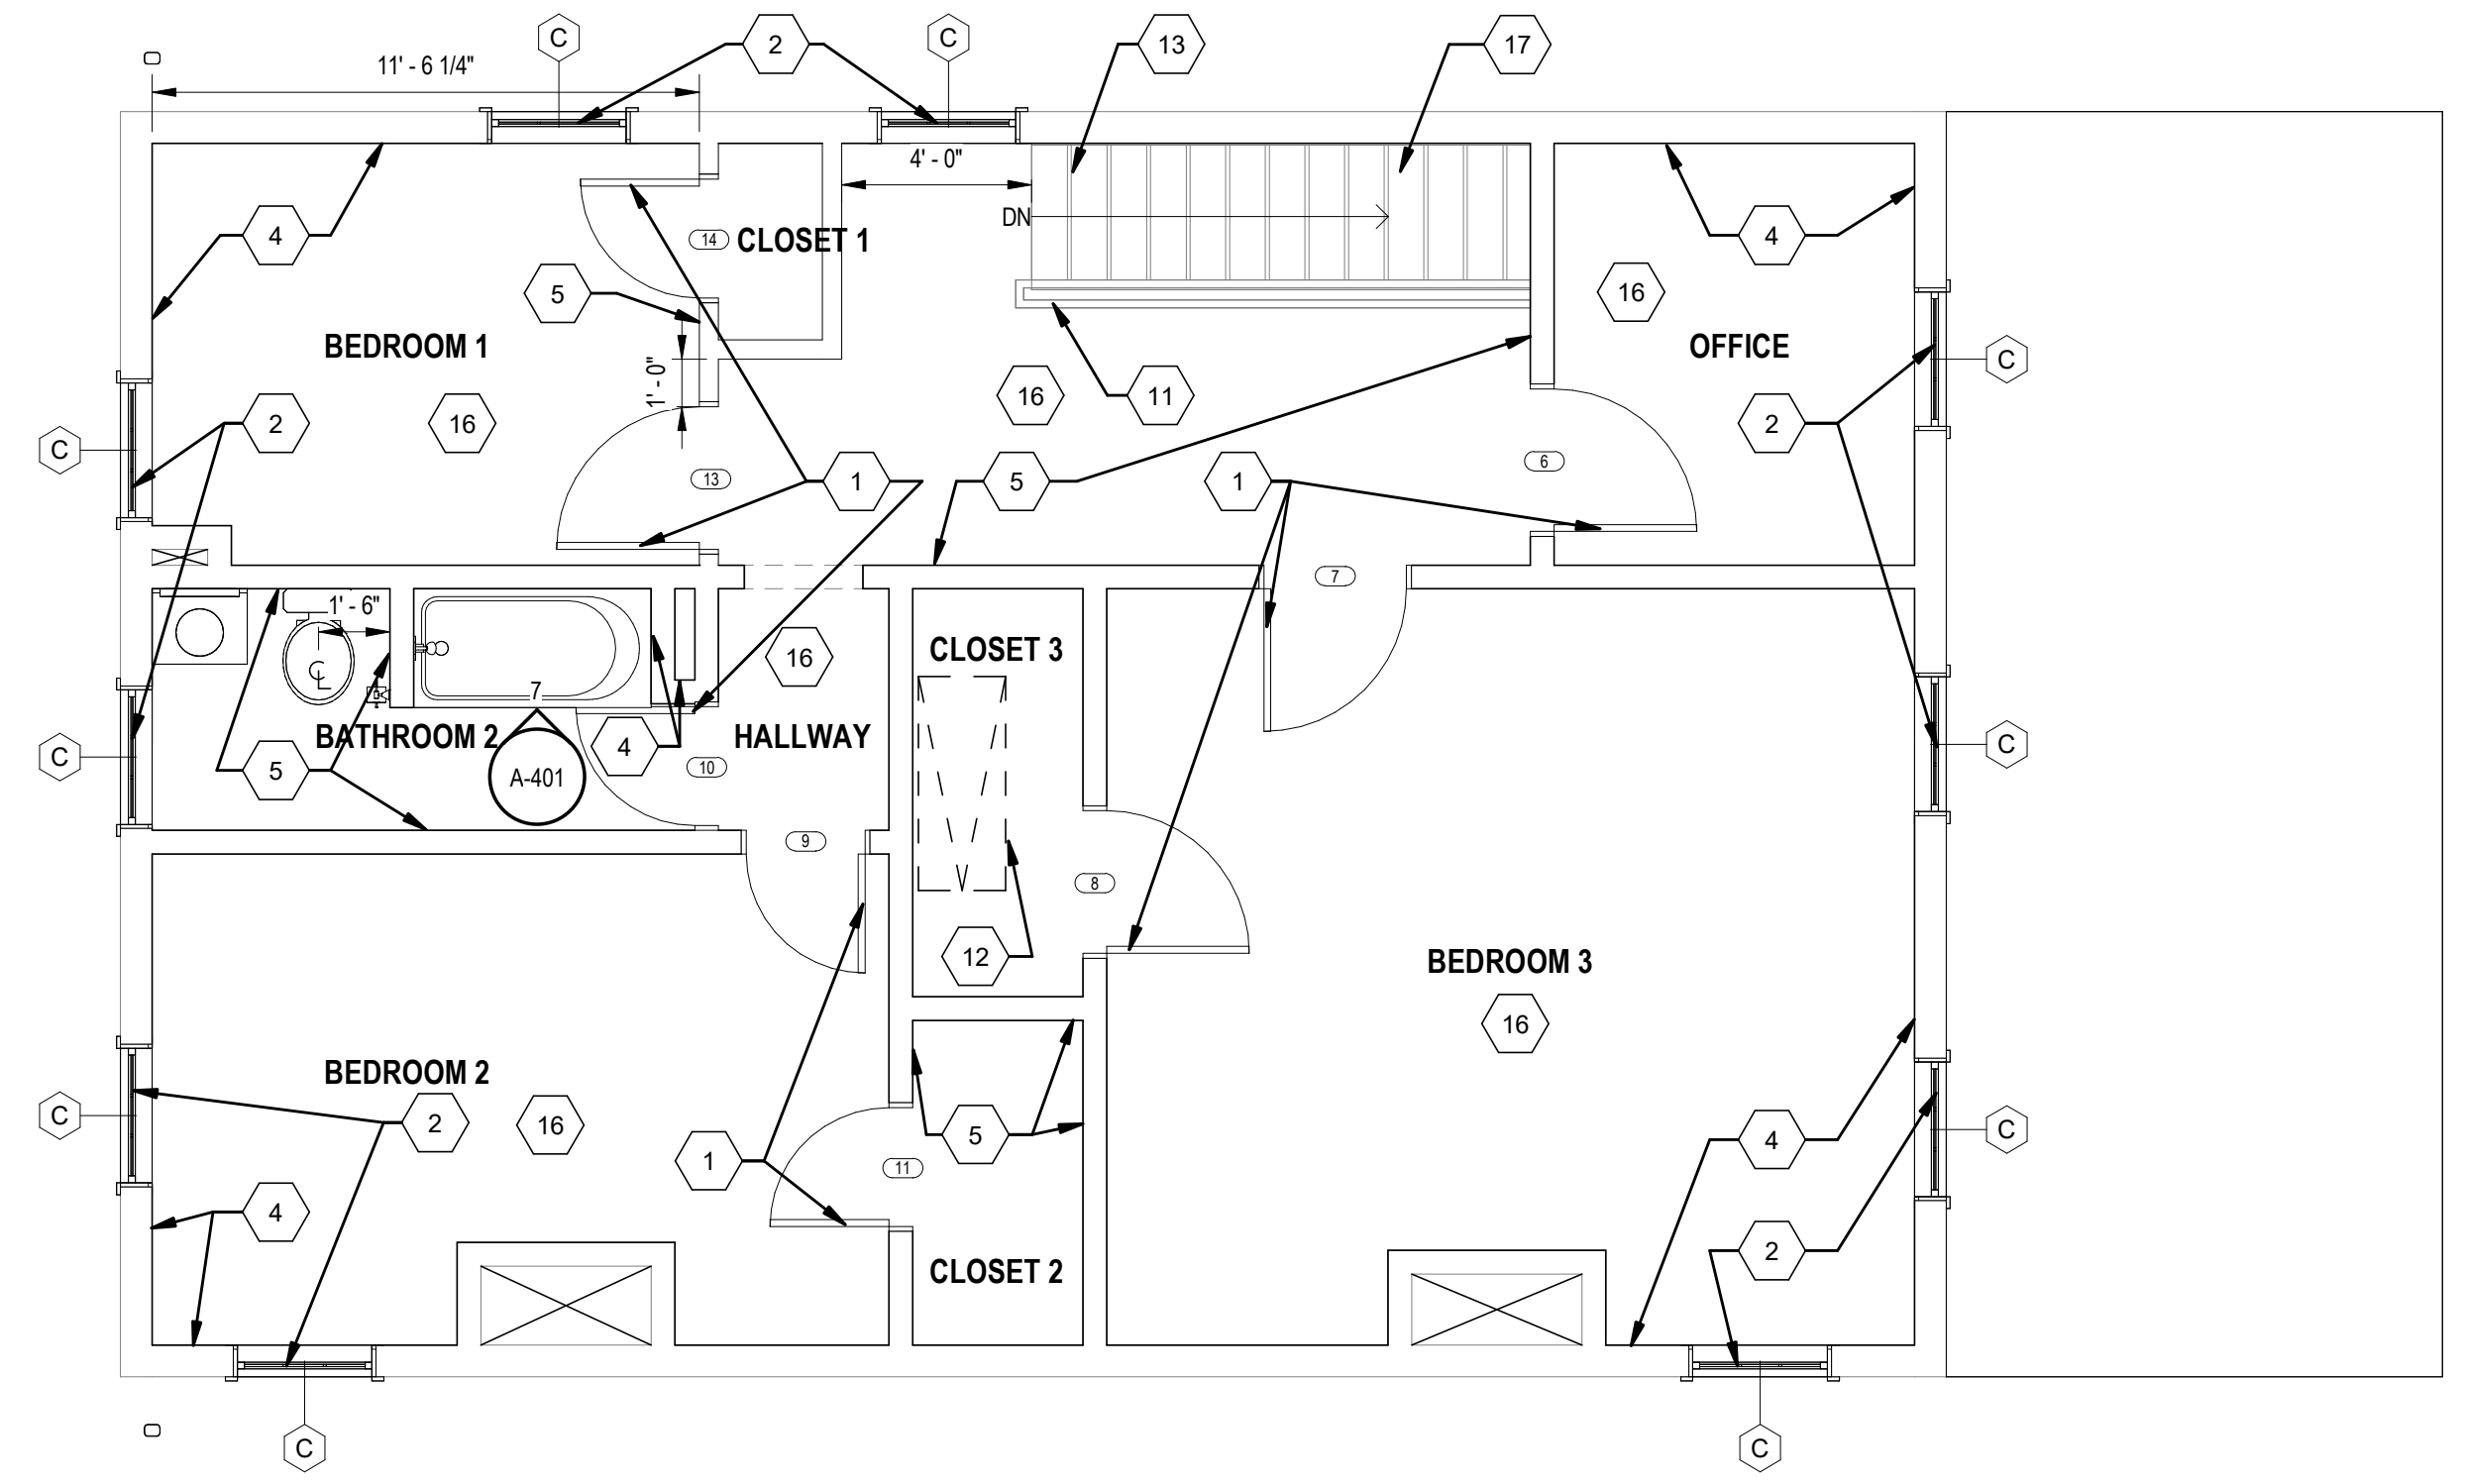 C
2
C
13
17
11' - 6 1/4"
4' - 0"
DN
4
14
CLOSET 1
4
5
16
BEDROOM 1
OFFICE
1' - 0"
16
11
C
2
16
2
C
13
1
5
1
6
7
1' - 6"
CLOSET 3
16
7
BATHROOM 2
HALLWAY
4
C
C
5
A-401
10
9
8
12
BEDROOM 3
16
BEDROOM 2
C
2
16
5
4
C
1
11
4
2
CLOSET 2
C
C